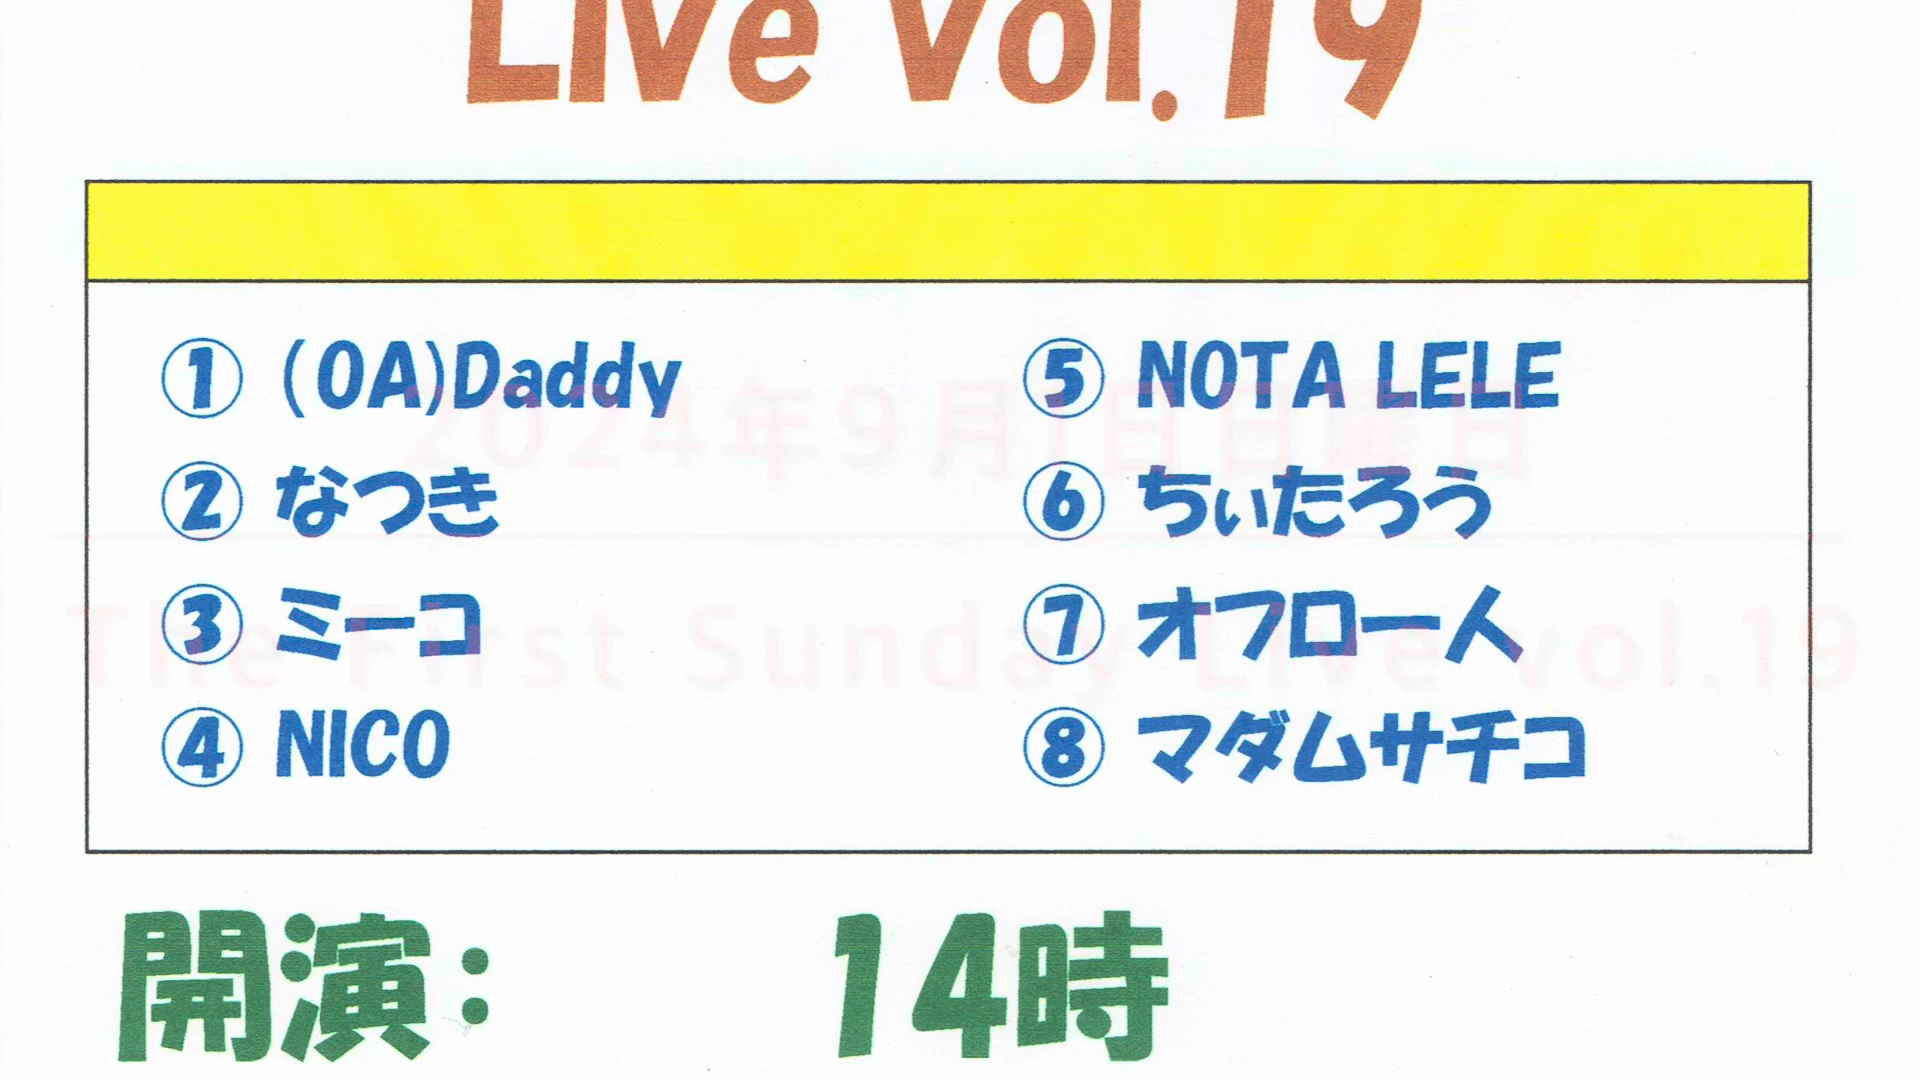 Live Vol.19
① (OA)Daddy
② なつき
③ ミーコ
④ NICO
⑤ NOTA LELE
⑥ ちぃたろう
⑦ オフロー人
⑧ マダムサチコ
2024年9月1日日曜日
The First Sunday Live vol.19
開演: 14時